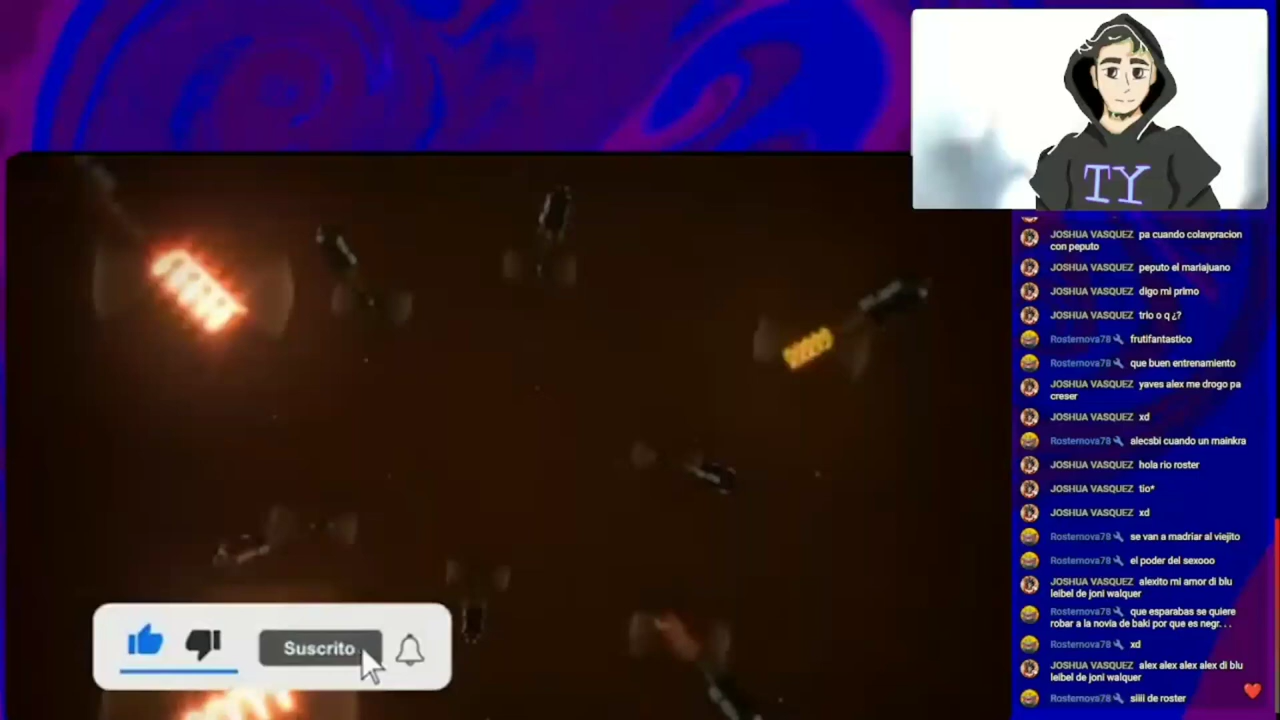 TY
JOSHUA VASQUEZ pa cuando colavpracion
con peputo
JOSHUA VASQUEZ peputo el mariajuano
JOSHUA VASQUEZ digo mi primo
JOSHUA VASQUEZ trio o q ¿?
Rosternova78 frutifantastico
Rosternova78 que buen entrenamiento
JOSHUA VASQUEZ yaves alex me drogo pa
creser
JOSHUA VASQUEZ xd
Rosternova78 alecsbi cuando un mainkra
JOSHUA VASQUEZ hola rio roster
JOSHUA VASQUEZ tio*
JOSHUA VASQUEZ xd
Rosternova78 se van a madriar al viejito
Rosternova78 el poder del sexooo
JOSHUA VASQUEZ alexito mi amor di blu
leibel de joni walquer
Rosternova78 que esparabas se quiere
robar a la novia de baki por que es negr. . .
Rosternova78 xd
JOSHUA VASQUEZ alex alex alex alex di blu
leibel de joni walquer
Rosternova78 siiii de roster
Suscrito